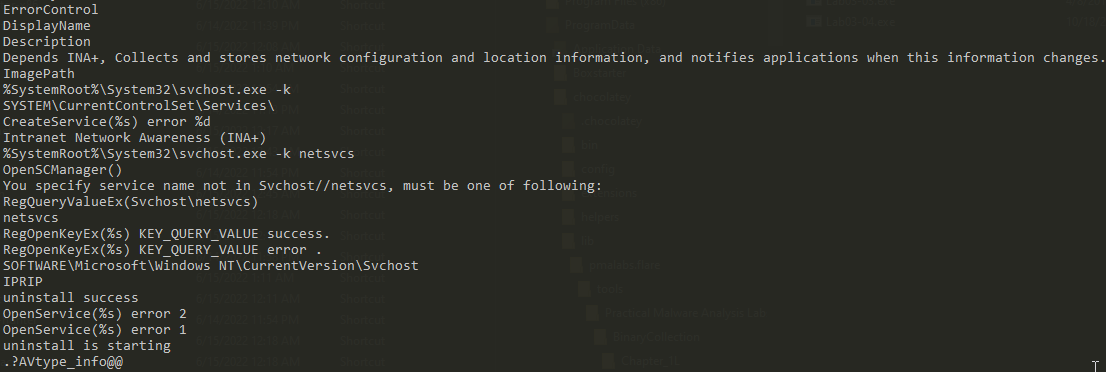 ErrorControl
DisplayName
Description
Depends INA+, Collects and stores network configuration and location information, and notifies applications when this information changes.
ImagePath
%SystemRoot%\System32\svchost.exe -k
SYSTEM\CurrentControlSet\Services\
CreateService(%s) error %d
Intranet Network Awareness (INA+)
%SystemRoot%\System32\svchost.exe -k netsvcs
OpenSCManager()
You specify service name not in Svchost//netsvcs, must be one of following:
RegQueryValueEx(Svchost\netsvcs)
netsvcs
RegOpenKeyEx(%s) KEY_QUERY_VALUE success.
RegOpenKeyEx(%s) KEY_QUERY_VALUE error .
SOFTWARE\Microsoft\Windows NT\CurrentVersion\Svchost
IPRIP
uninstall success
OpenService(%s) error 2
OpenService(%s) error 1
uninstall is starting
.?AVtype_info@@